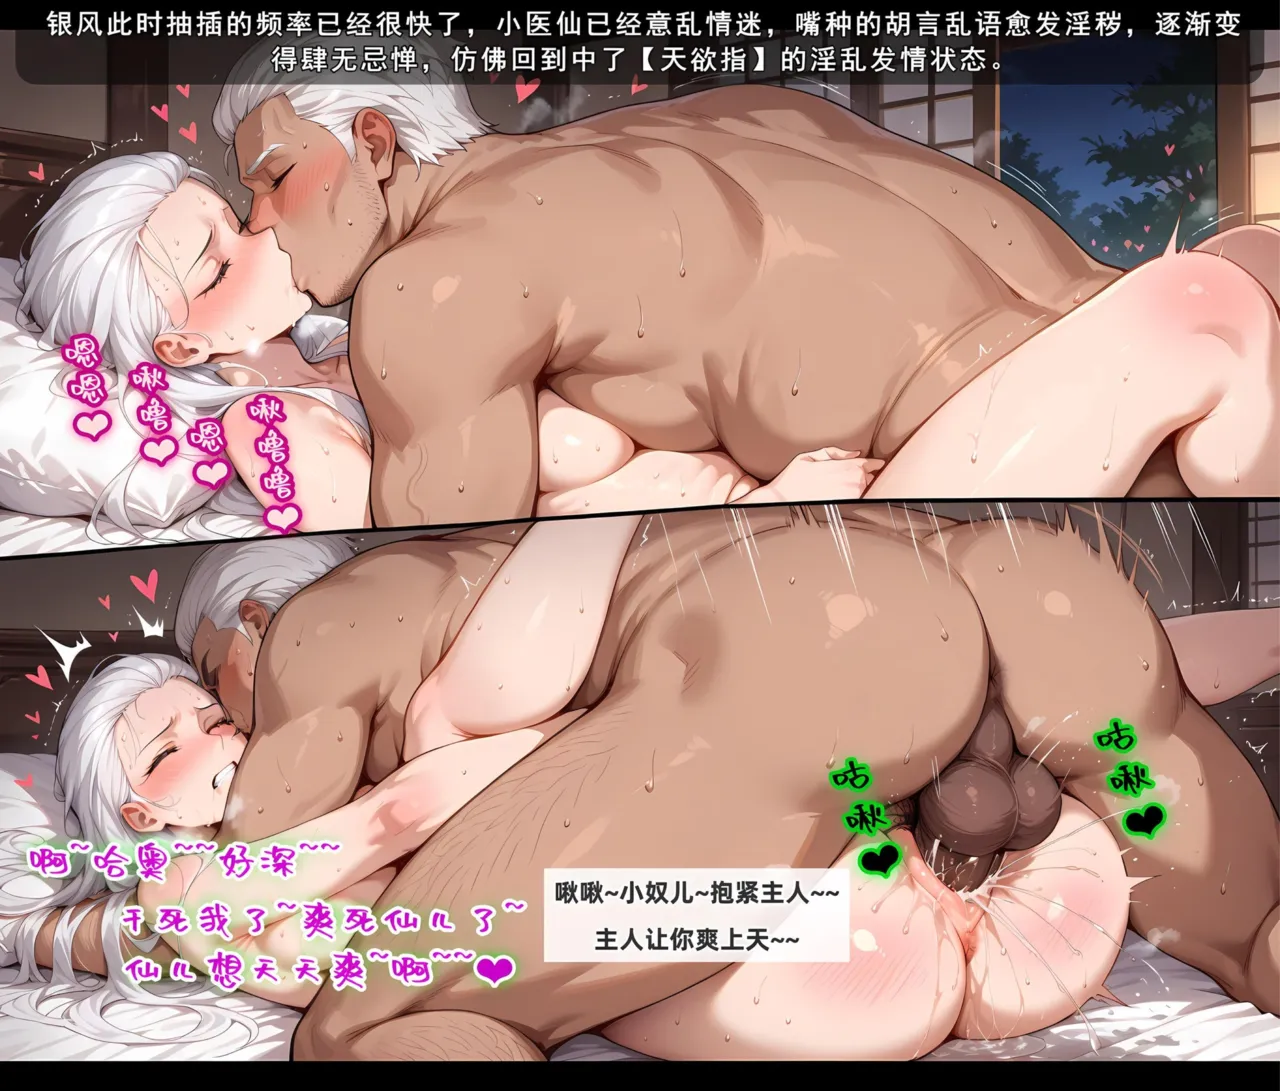 银风此时抽插的频率已经很快了，小医仙已经意乱情迷，嘴种的胡言乱语愈发淫秽，逐渐变
得肆无忌惮，仿佛回到中了【天欲指】的淫乱发情状态。
嗯嗯♡
啾噜♡
嗯♡
啾噜噜♡
咕啾♥
咕啾♥
啊~哈奥~~好深~~
干死我了~爽死仙儿了~
仙儿想天天爽~啊~~♥
啾啾~小奴儿~抱紧主人~~
主人让你爽上天~~